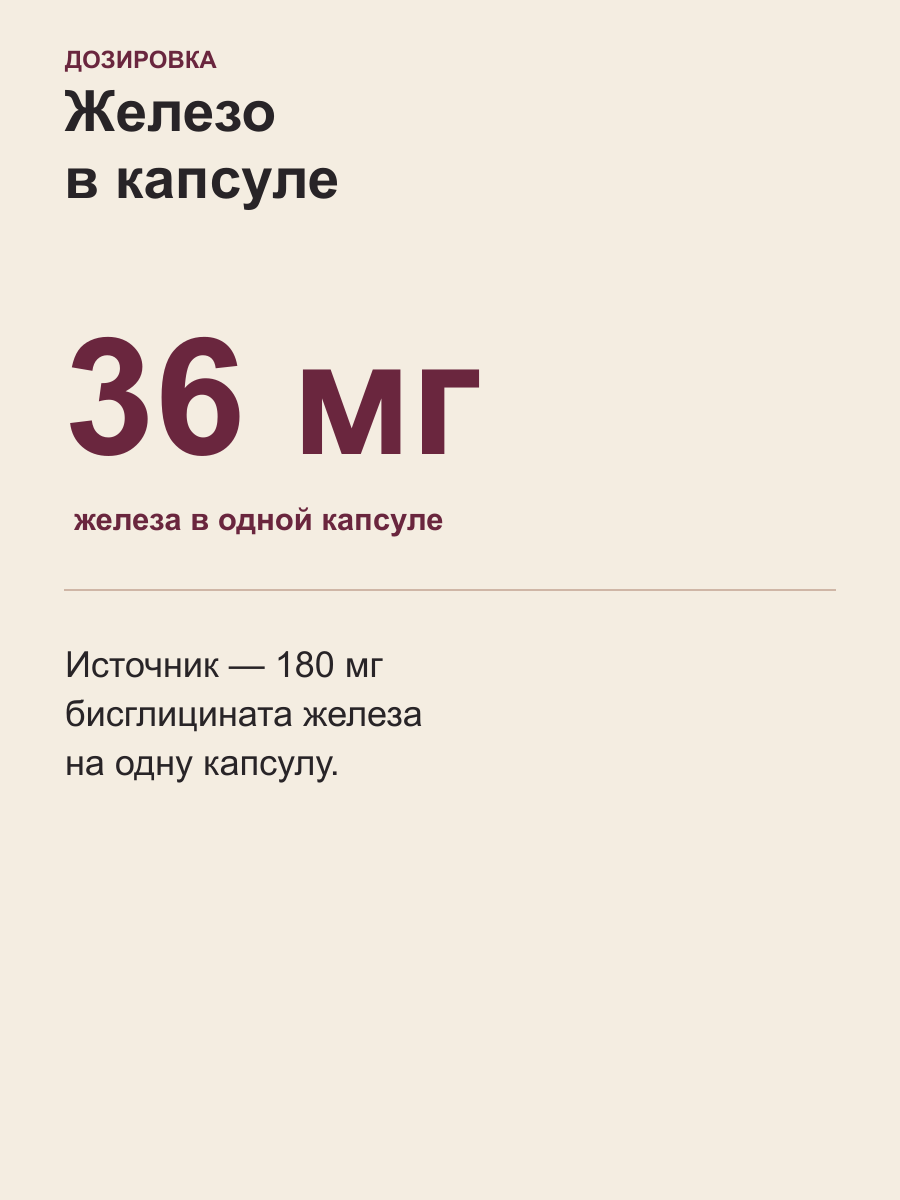 ДОЗИРОВКА
Железо
в капсуле
36 мг
железа в одной капсуле
Источник — 180 мг
бисглицината железа
на одну капсулу.